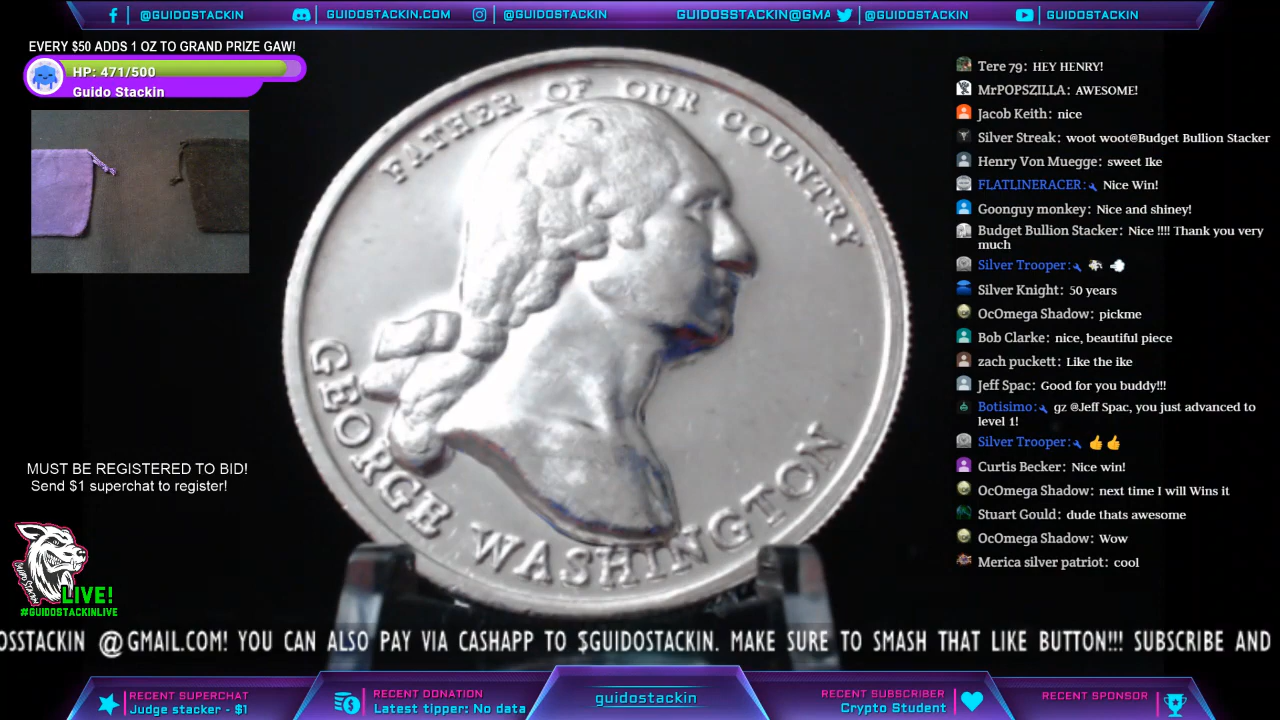 @GUIDOSTACKIN
GUIDOSTACKIN.COM
@GUIDOSTACKIN
GUIDOSSTACKIN@GMA
@GUIDOSTACKIN
GUIDOSTACKIN
EVERY $50 ADDS 1 OZ TO GRAND PRIZE GAW!
HP: 471/500
Guido Stackin
FATHER OF OUR COUNTRY
GEORGE WASHINGTON
Tere 79: HEY HENRY!
MrPOPSZILLA: AWESOME!
Jacob Keith: nice
Silver Streak: woot woot@Budget Bullion Stacker
Henry Von Muegge: sweet Ike
FLATLINERACER: Nice Win!
Goonguy monkey: Nice and shiney!
Budget Bullion Stacker: Nice !!!! Thank you very
much
Silver Trooper:
Silver Knight: 50 years
OcOmega Shadow: pickme
Bob Clarke: nice, beautiful piece
zach puckett: Like the ike
Jeff Spac: Good for you buddy!!!
Botisimo: gz @Jeff Spac, you just advanced to
level 1!
Silver Trooper: 👍👍
Curtis Becker: Nice win!
OcOmega Shadow: next time I will Wins it
Stuart Gould: dude thats awesome
OcOmega Shadow: Wow
Merica silver patriot: cool
MUST BE REGISTERED TO BID!
Send $1 superchat to register!
GUIDO STACKIN
LIVE!
#GUIDOSTACKINLIVE
OSSTACKIN @GMAIL.COM! YOU CAN ALSO PAY VIA CASHAPP TO $GUIDOSTACKIN. MAKE SURE TO SMASH THAT LIKE BUTTON!!! SUBSCRIBE AND
RECENT SUPERCHAT
Judge stacker - $1
RECENT DONATION
Latest tipper: No data
guidostackin
RECENT SUBSCRIBER
Crypto Student
RECENT SPONSOR